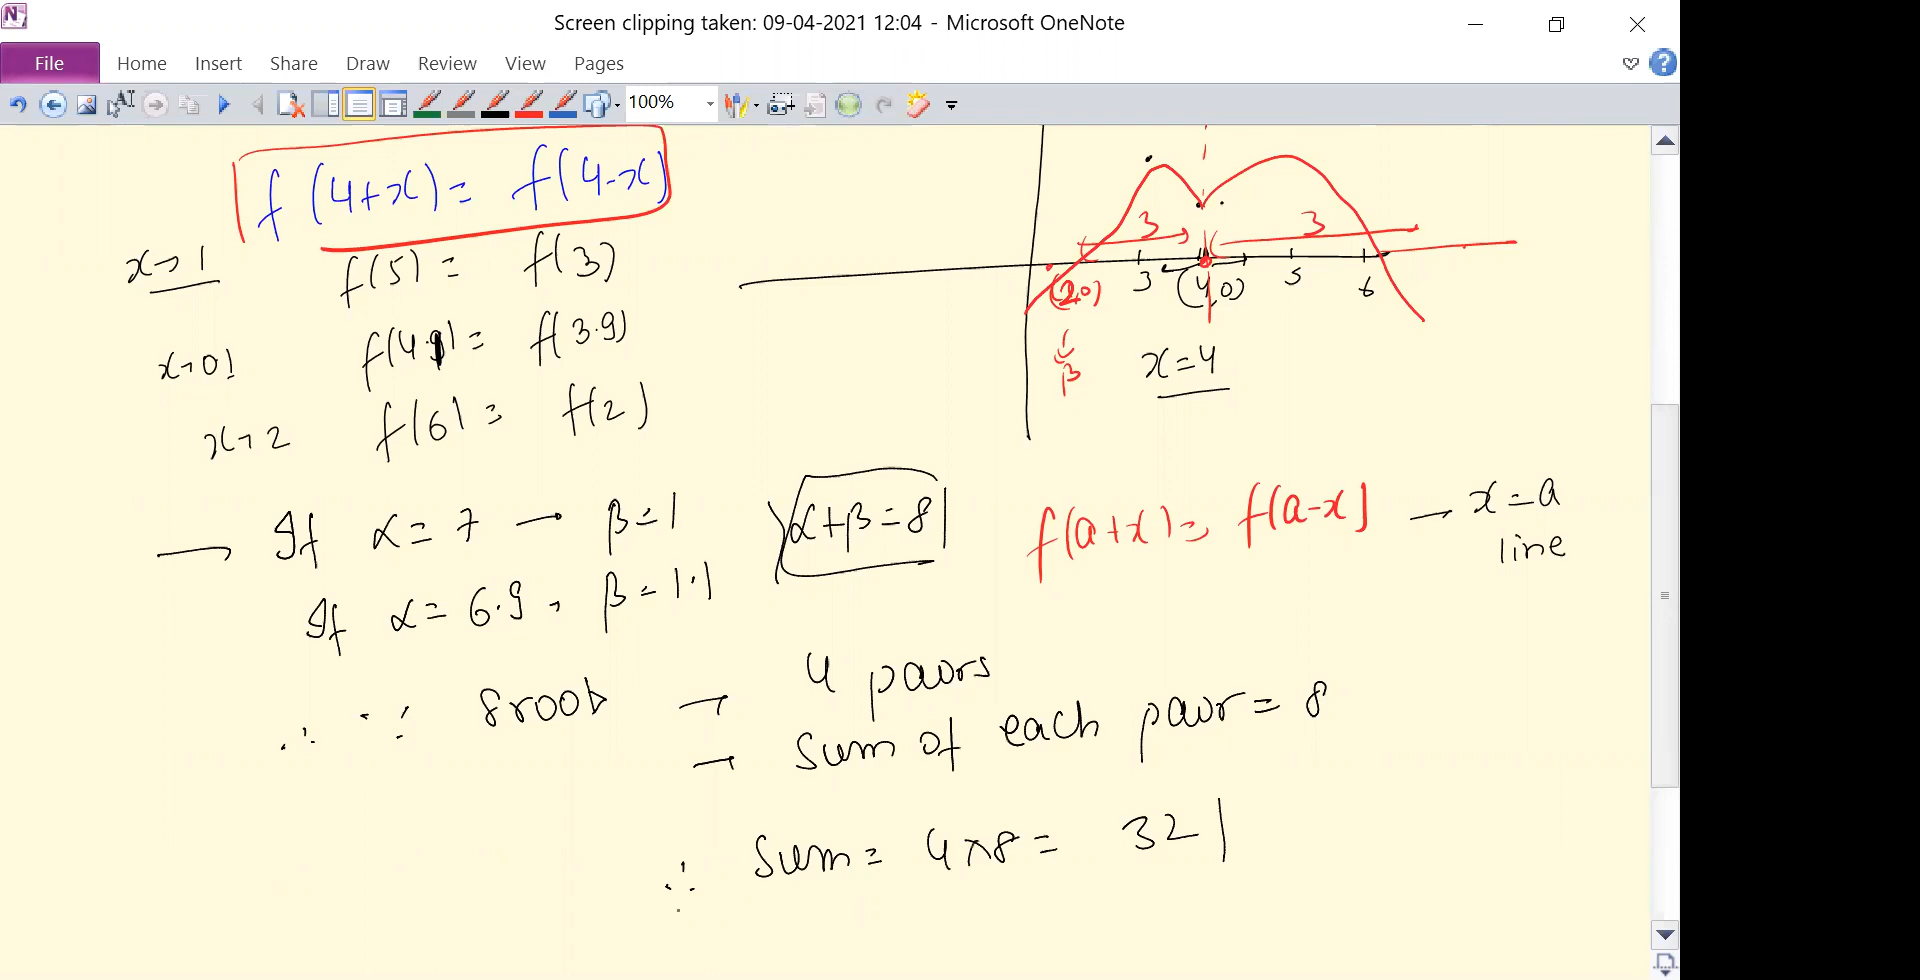 Screen clipping taken: 09-04-2021 12:04 - Microsoft OneNote
File Home Insert Share Draw Review View Pages
100%
f(4+x) = f(4-x)
x→1 f(5) = f(3)
x→0.1 f(4.1) = f(3.9)
x→2 f(6) = f(2)
3 3
(2,0) 3 (4,0) 5 6
β
x=4
If α = 7 → β=1 α+β=8 f(a+x) = f(a-x) → x=a
line
If α = 6.9, β=1.1
∴ ∵ 8 root → 4 pairs
→ sum of each pair = 8
∴ Sum = 4×8 = 32